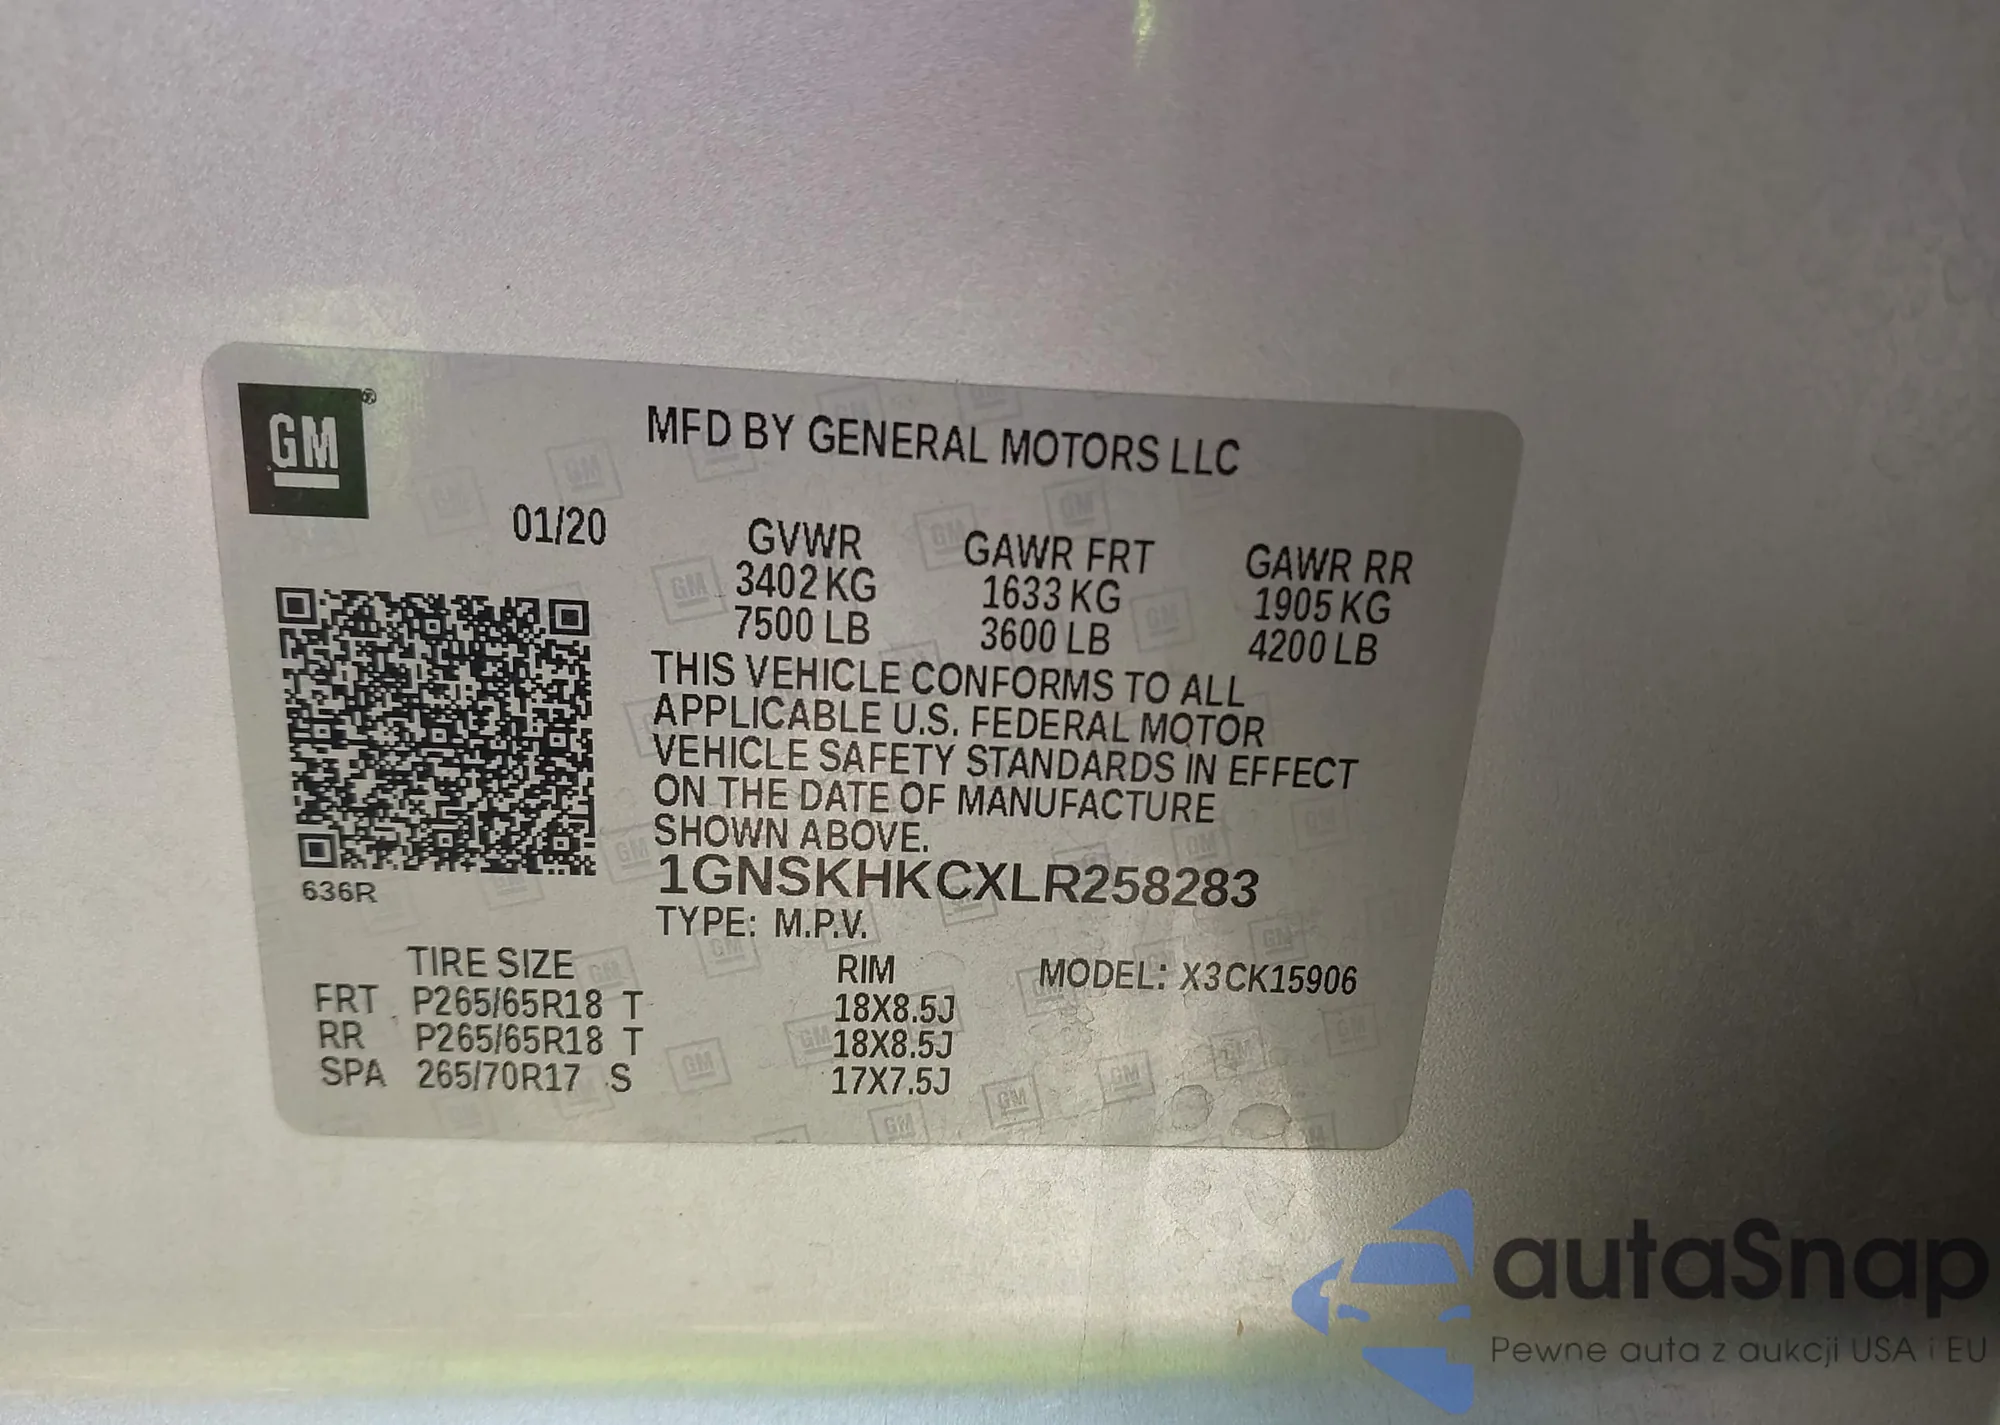 GM®
MFD BY GENERAL MOTORS LLC
01/20
GVWR GAWR FRT GAWR RR
3402 KG 1633 KG 1905 KG
7500 LB 3600 LB 4200 LB
THIS VEHICLE CONFORMS TO ALL
APPLICABLE U.S. FEDERAL MOTOR
VEHICLE SAFETY STANDARDS IN EFFECT
ON THE DATE OF MANUFACTURE
SHOWN ABOVE.
1GNSKHKCXLR258283
636R
TYPE: M.P.V.
TIRE SIZE RIM MODEL: X3CK15906
FRT P265/65R18 T 18X8.5J
RR P265/65R18 T 18X8.5J
SPA 265/70R17 S 17X7.5J
autaSnap
Pewne auta z aukcji USA i EU